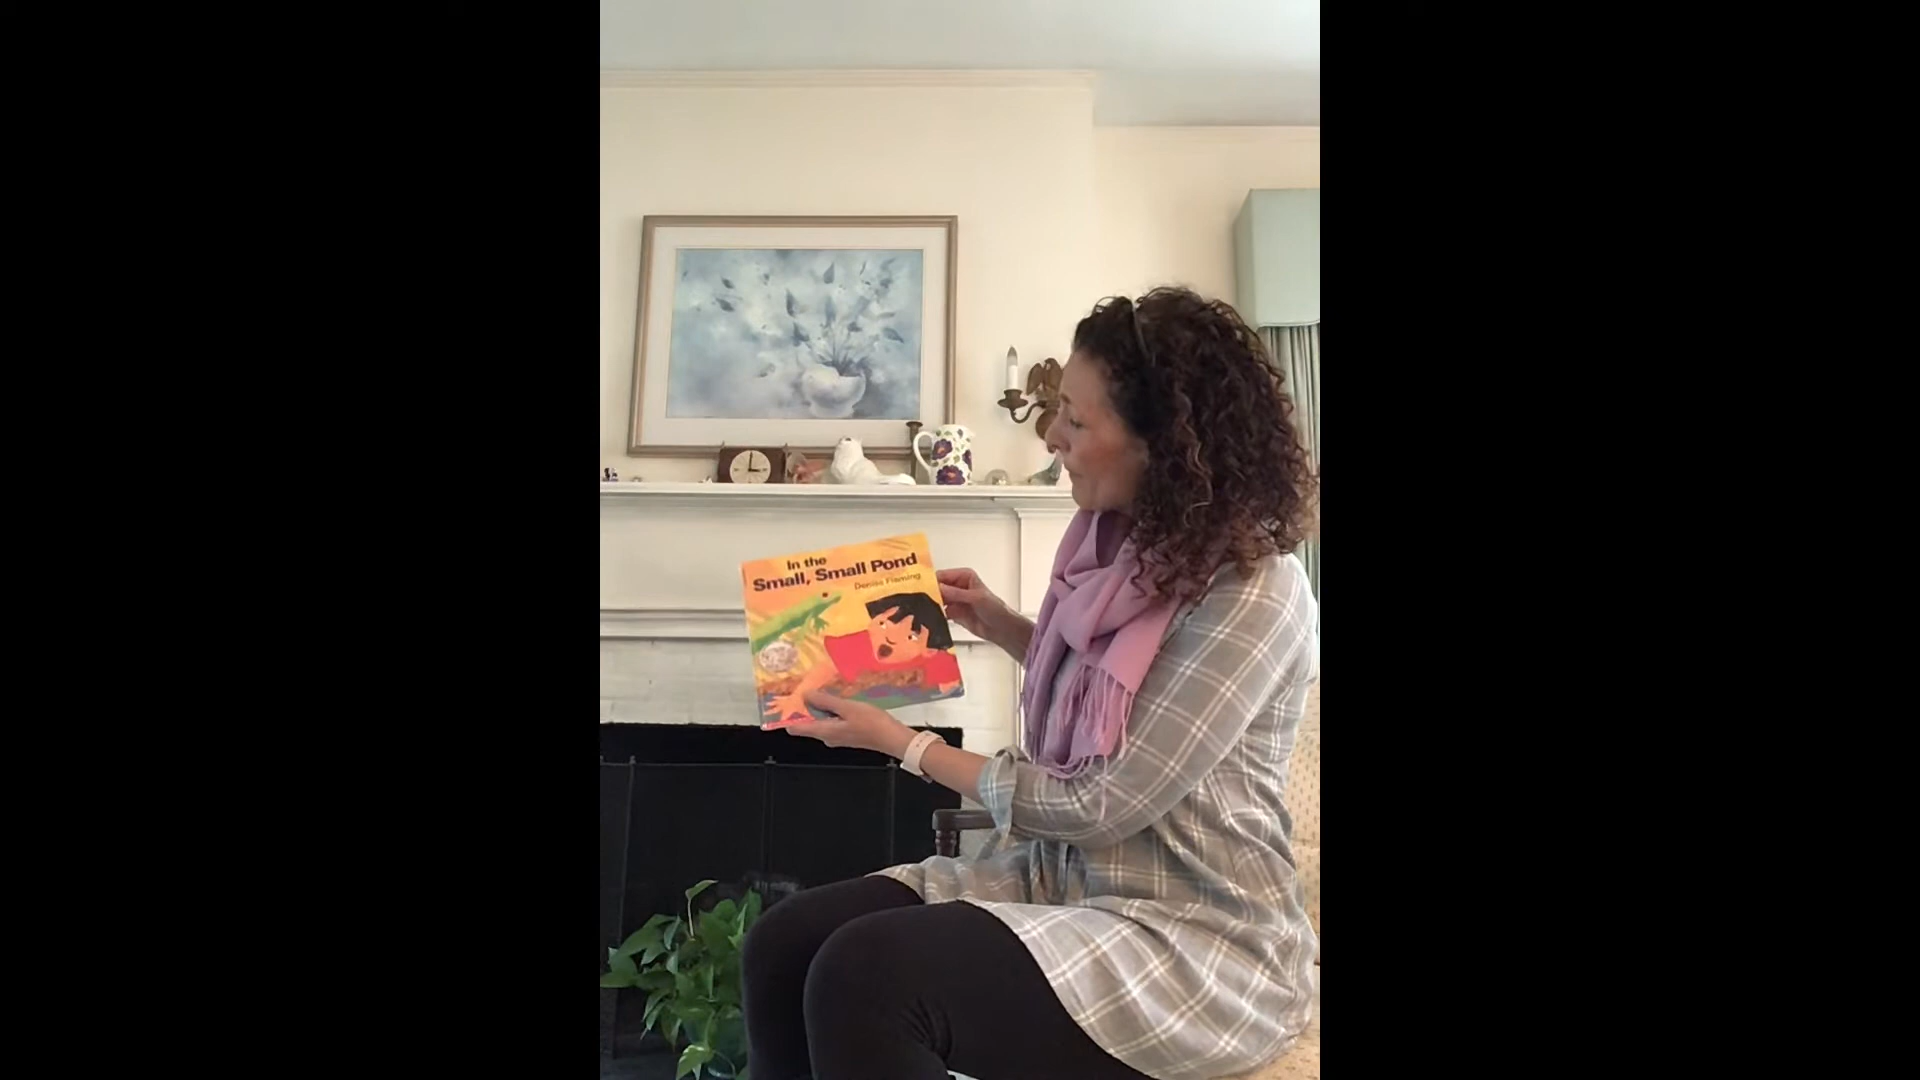 In the
Small, Small Pond
Denise Fleming